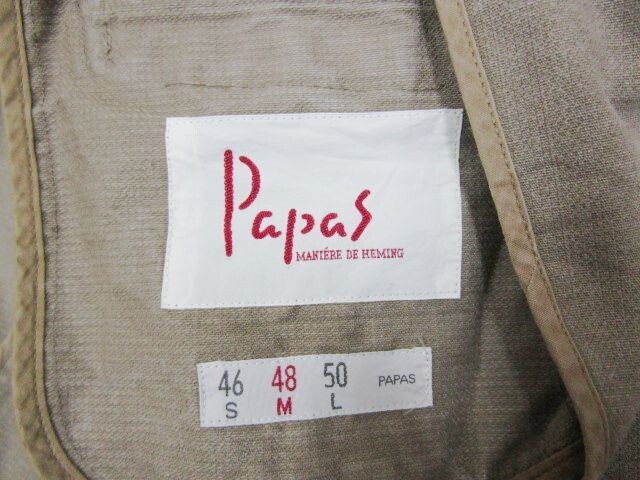 Papas
MANIÉRE DE HEMING
46 48 50 PAPAS
S M L